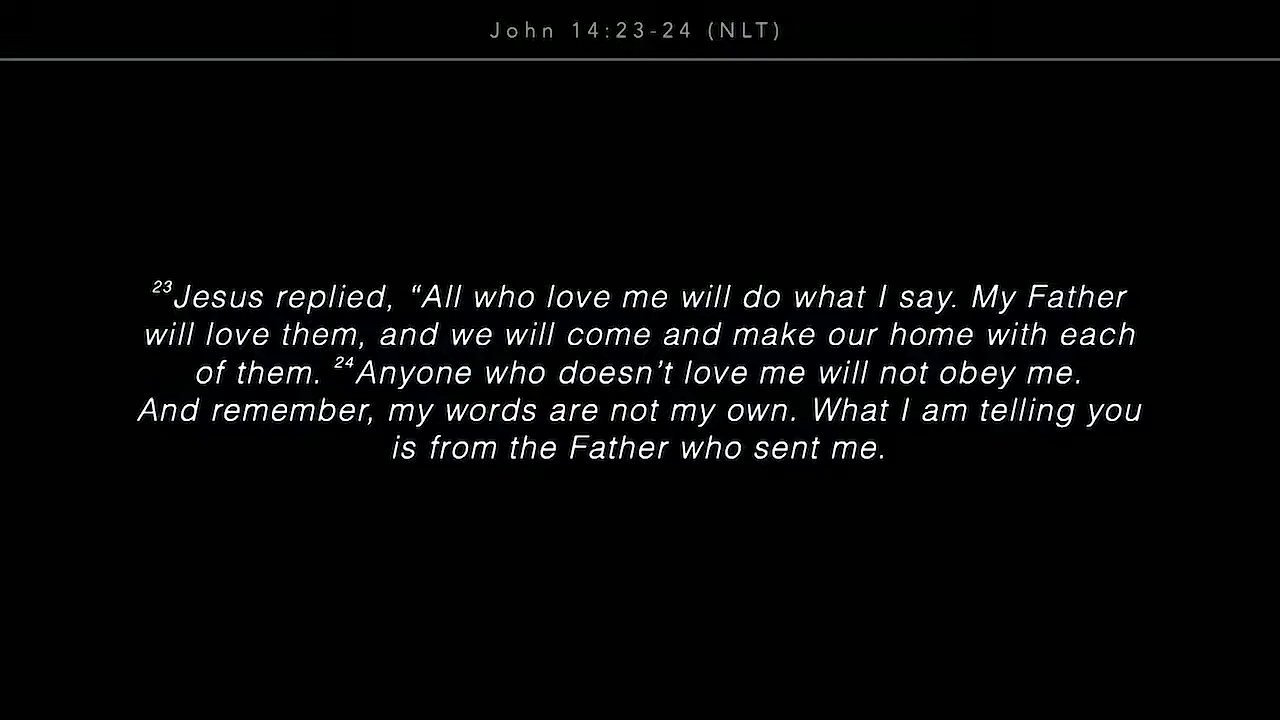 John 14:23-24 (NLT)
²³Jesus replied, “All who love me will do what I say. My Father
will love them, and we will come and make our home with each
of them. ²⁴Anyone who doesn’t love me will not obey me.
And remember, my words are not my own. What I am telling you
is from the Father who sent me.